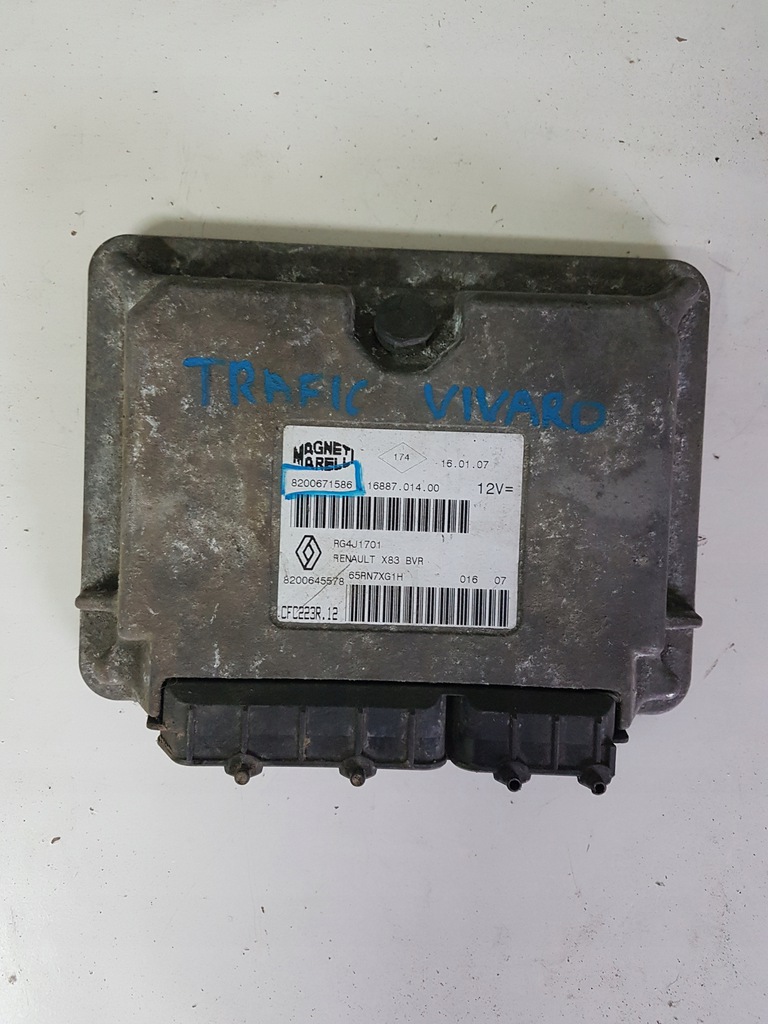 TRAFIC VIVARO
MAGNETI MARELLI 174 16.01.07
8200671586 16887.014.00 12V=
RG4J1701
RENAULT X83 BVR
8200645578 65RN7XG1H 016 07
CFC223R.12